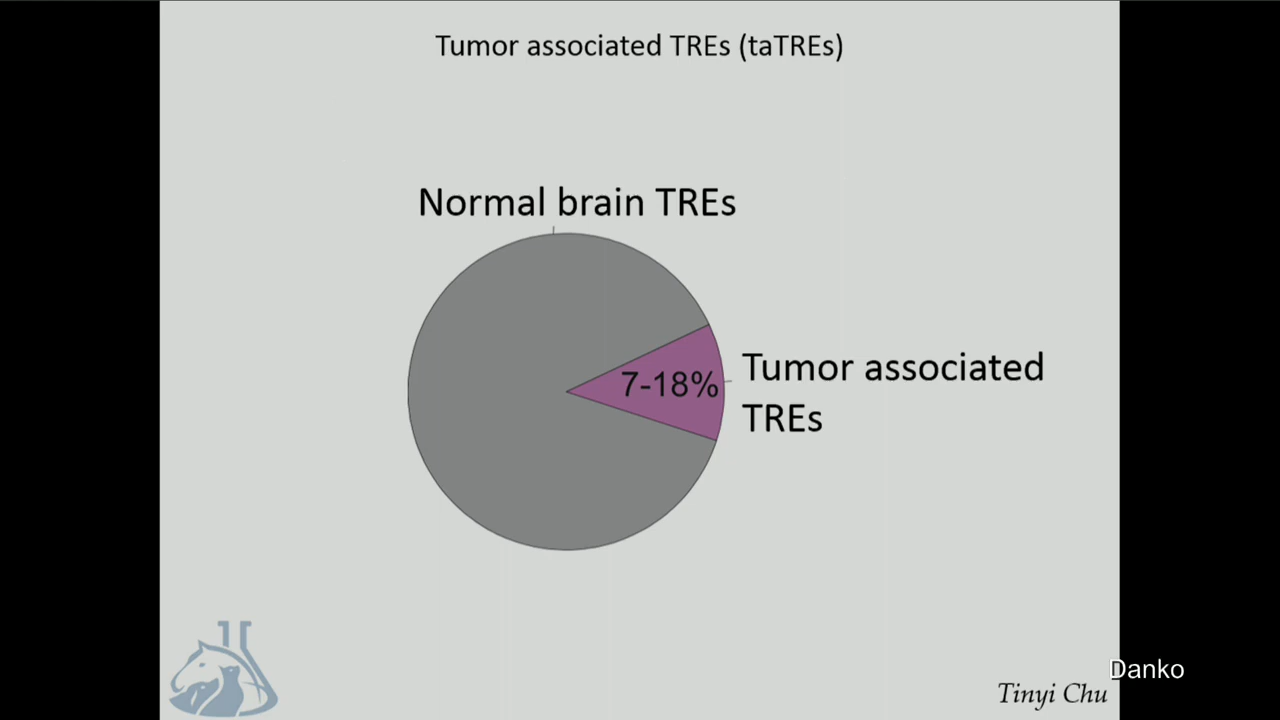 Tumor associated TREs (taTREs)
Normal brain TREs
7-18%
Tumor associated
TREs
Danko
Tinyi Chu